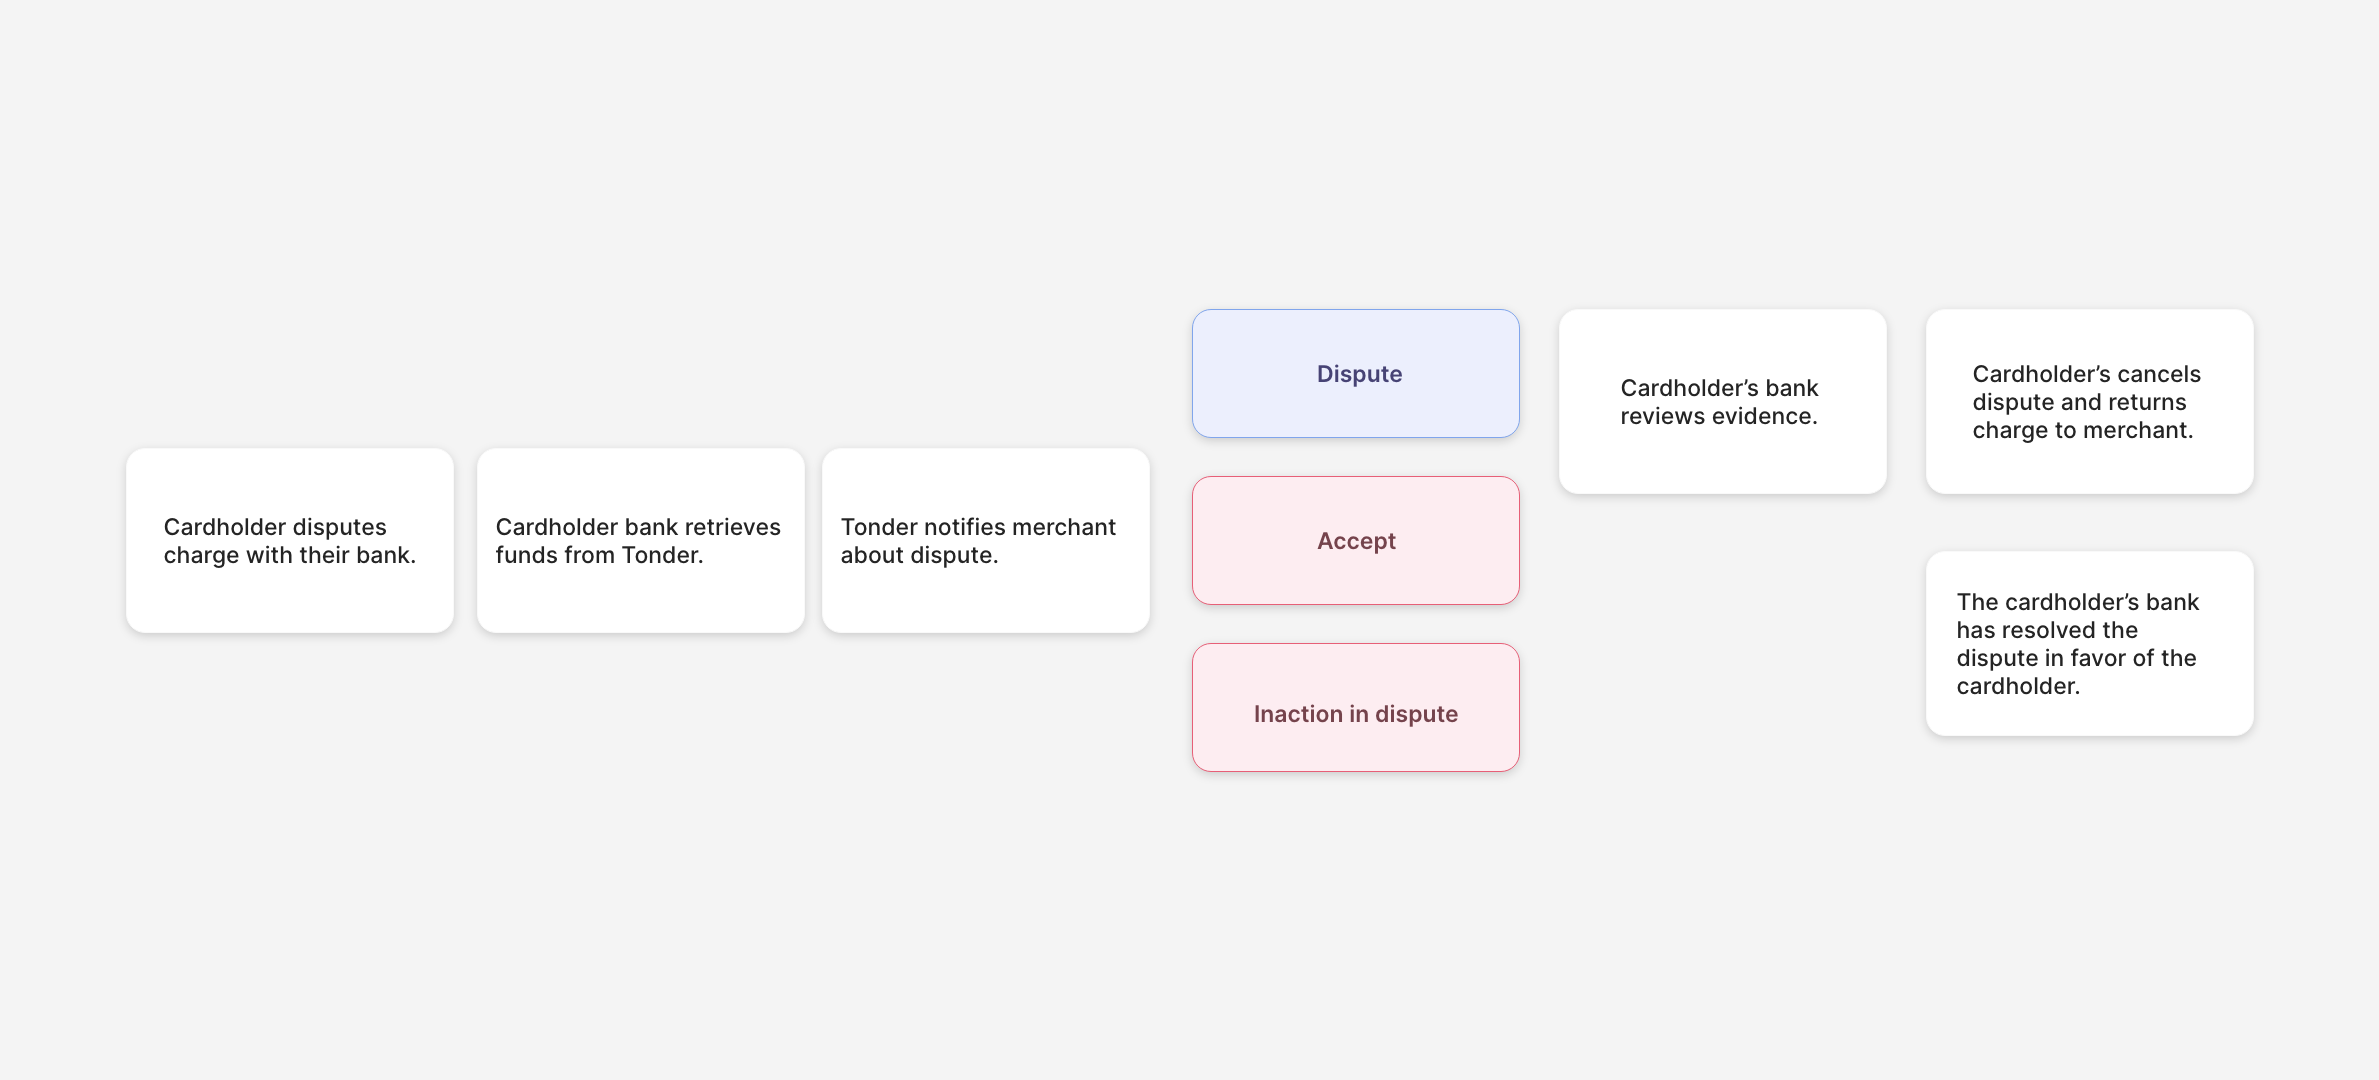 Cardholder disputes
charge with their bank.
Cardholder bank retrieves
funds from Tonder.
Tonder notifies merchant
about dispute.
Dispute
Accept
Inaction in dispute
Cardholder’s bank
reviews evidence.
Cardholder’s cancels
dispute and returns
charge to merchant.
The cardholder’s bank
has resolved the
dispute in favor of the
cardholder.